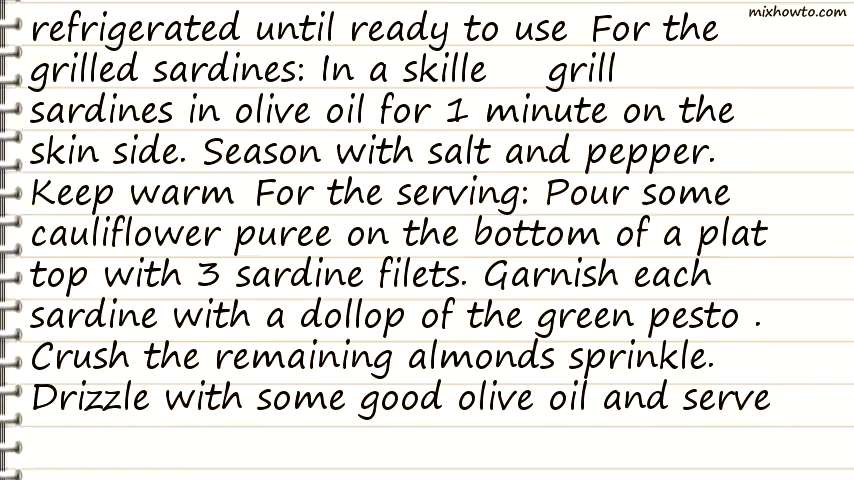 mixhowto.com
refrigerated until ready to use For the
grilled sardines: In a skille grill
sardines in olive oil for 1 minute on the
skin side. Season with salt and pepper.
Keep warm For the serving: Pour some
cauliflower puree on the bottom of a plat
top with 3 sardine filets. Garnish each
sardine with a dollop of the green pesto .
Crush the remaining almonds sprinkle.
Drizzle with some good olive oil and serve